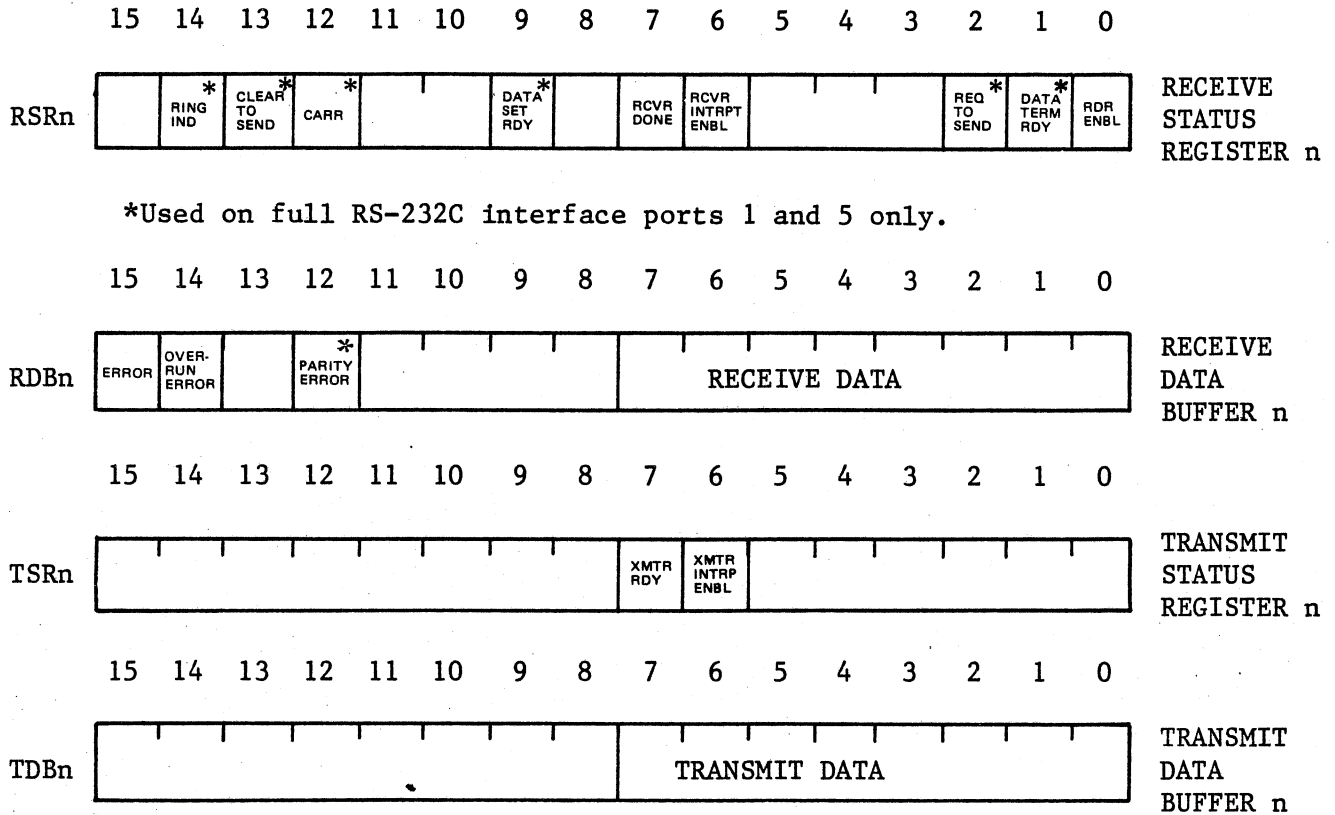 15 14 13 12 11 10 9 8 7 6 5 4 3 2 1 0
RSRn
RING IND *
CLEAR TO SEND *
CARR *
DATA SET RDY *
RCVR DONE
RCVR INTRPT ENBL
REQ TO SEND *
DATA TERM RDY *
RDR ENBL
RECEIVE
STATUS
REGISTER n
*Used on full RS-232C interface ports 1 and 5 only.
15 14 13 12 11 10 9 8 7 6 5 4 3 2 1 0
RDBn
ERROR
OVER-
RUN
ERROR
PARITY ERROR *
RECEIVE DATA
RECEIVE
DATA
BUFFER n
15 14 13 12 11 10 9 8 7 6 5 4 3 2 1 0
TSRn
XMTR RDY
XMTR INTRP ENBL
TRANSMIT
STATUS
REGISTER n
15 14 13 12 11 10 9 8 7 6 5 4 3 2 1 0
TDBn
TRANSMIT DATA
TRANSMIT
DATA
BUFFER n